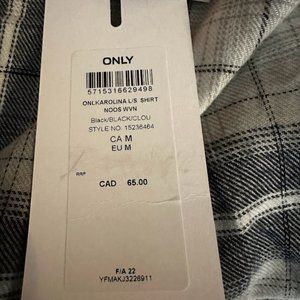 ONLY
5715316629498
ONLKAROLINA L/S SHIRT
NOOS WVN
Black/BLACK/CLOU
STYLE NO: 15236464
CA M
EU M
RRP
CAD 65.00
F/A 22
YFMAKJ3226911